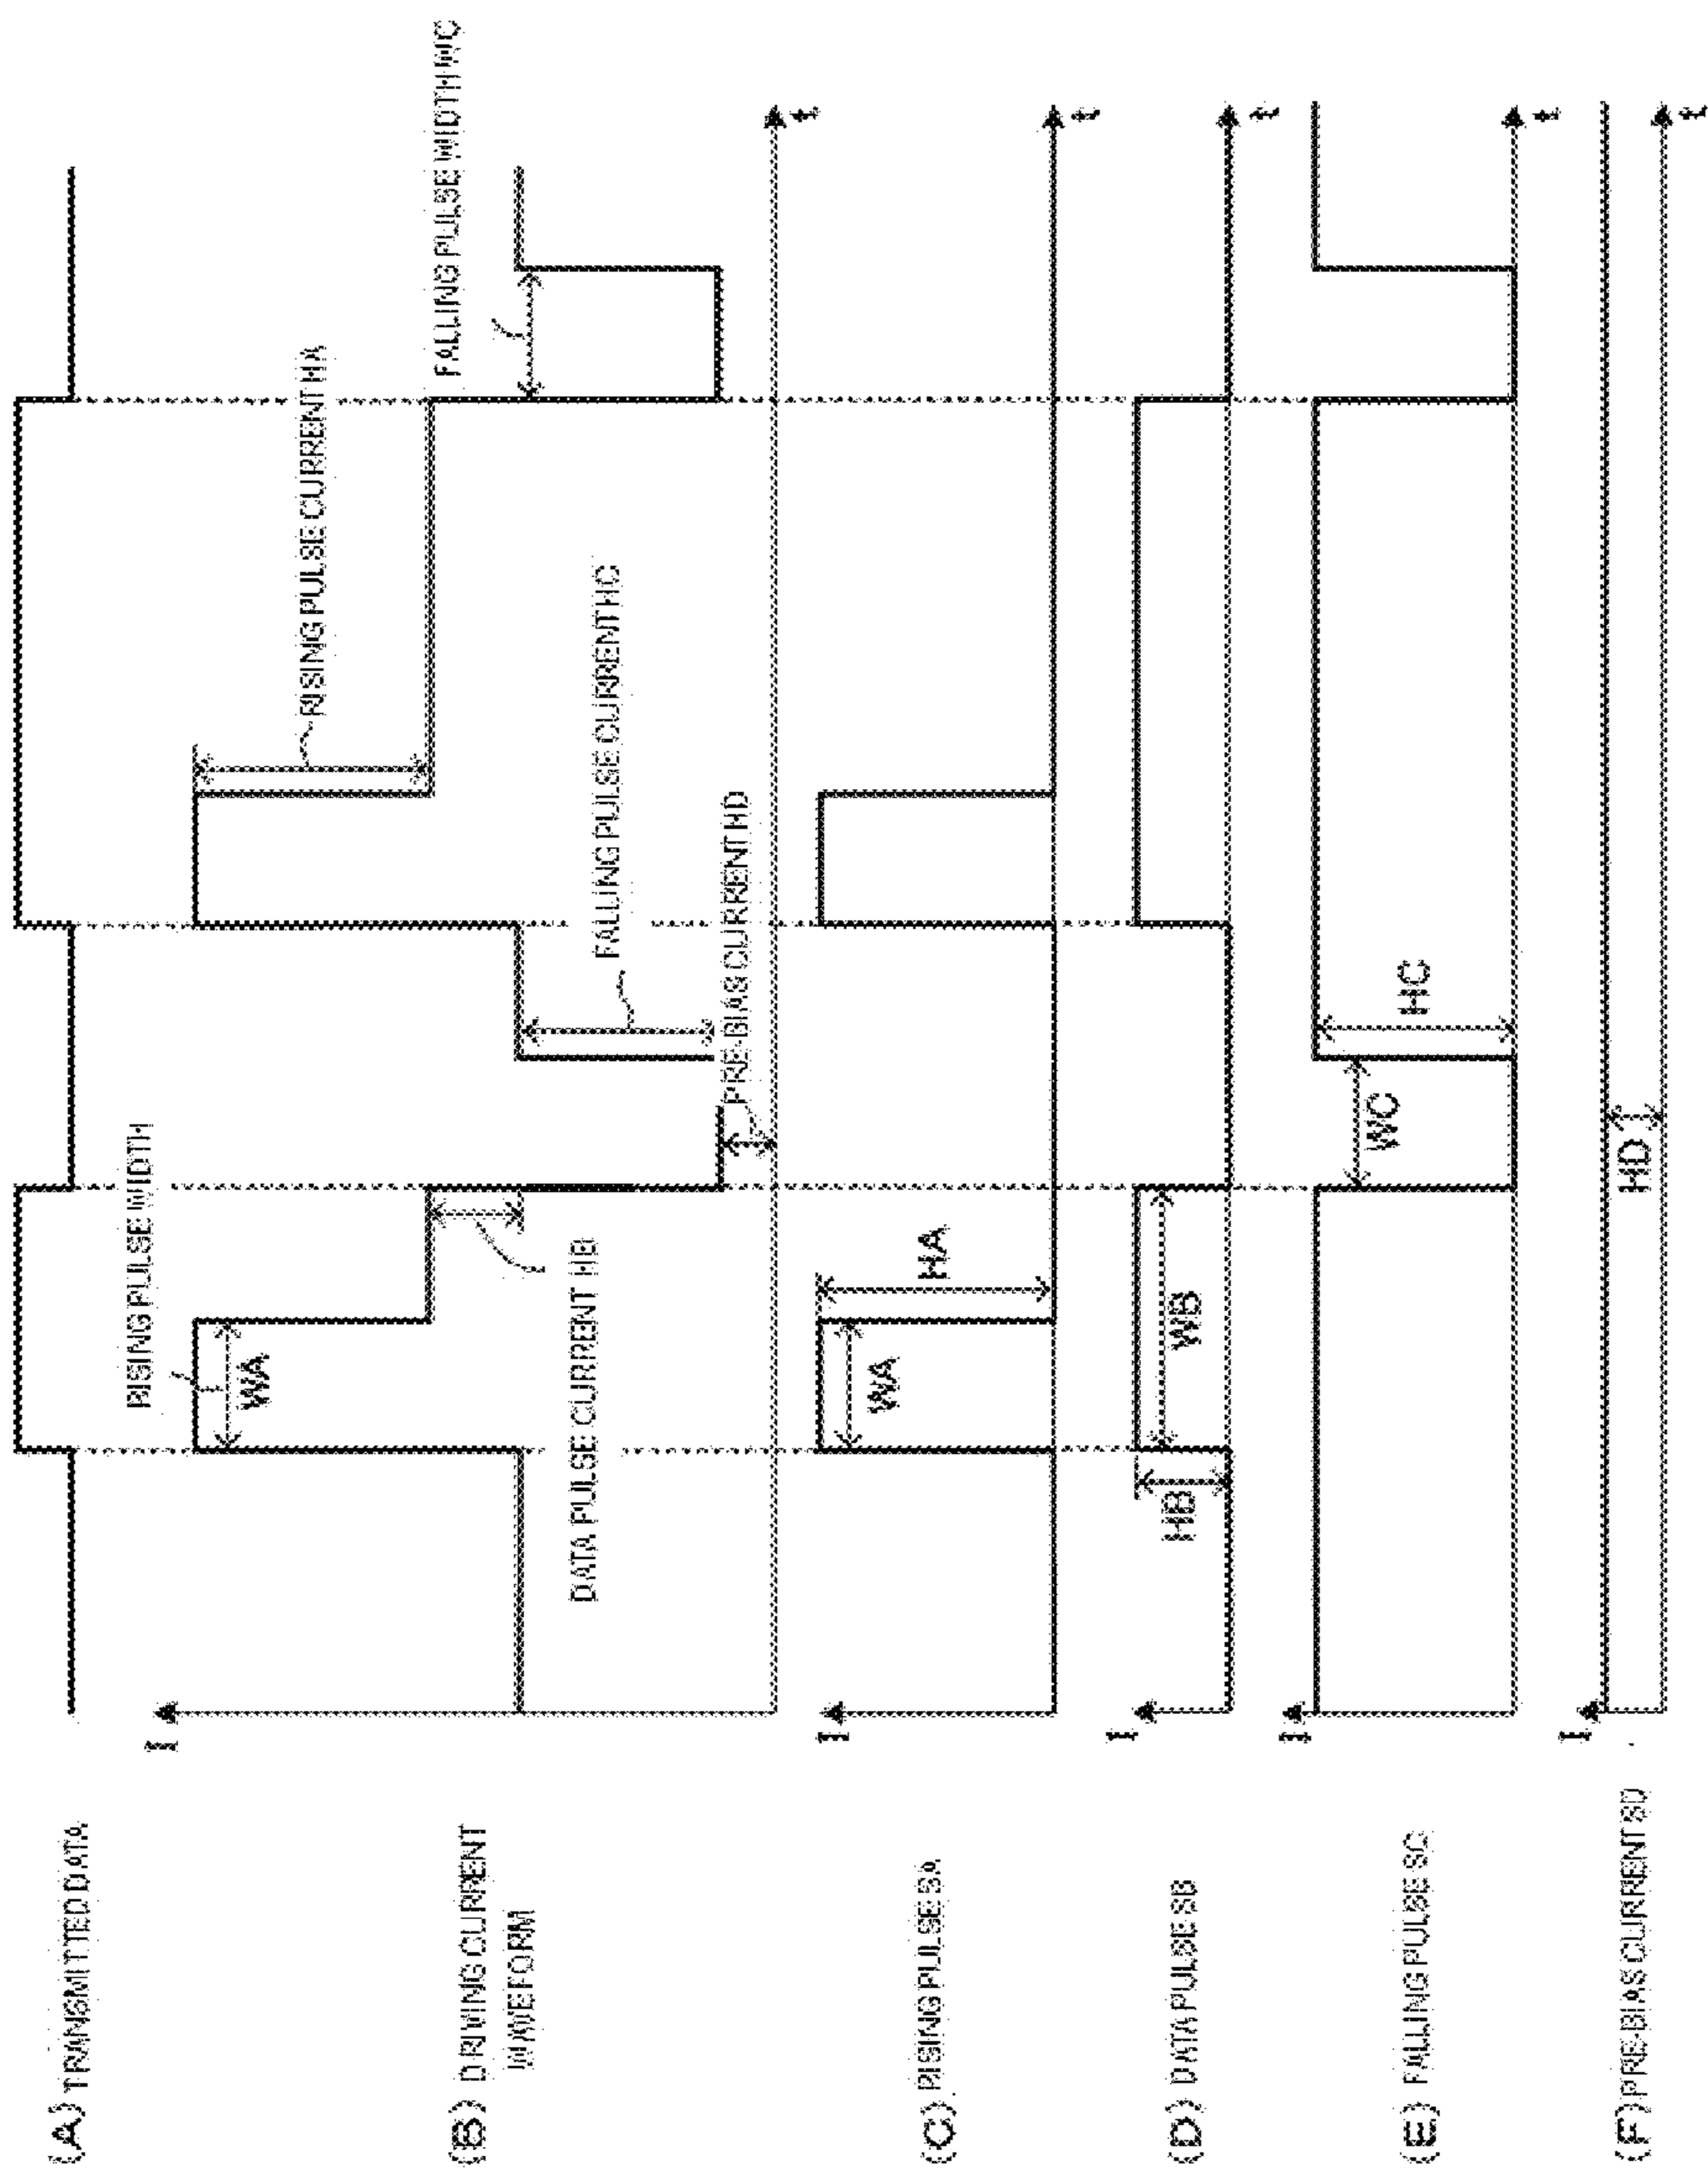 (A) TRANSMITTED DATA
RISING PULSE WIDTH
WA
RISING PULSE CURRENT HA
I
(B) DRIVING CURRENT
WAVEFORM
DATA PULSE CURRENT HB
FALLING PULSE CURRENT HC
PRE-BIAS CURRENT HD
FALLING PULSE WIDTH WC
t
I
(C) RISING PULSE SA
WA
HA
t
I
(D) DATA PULSE SB
HB
WB
t
I
(E) FALLING PULSE SC
WC
HC
t
I
(F) PRE-BIAS CURRENT SD
HD
t